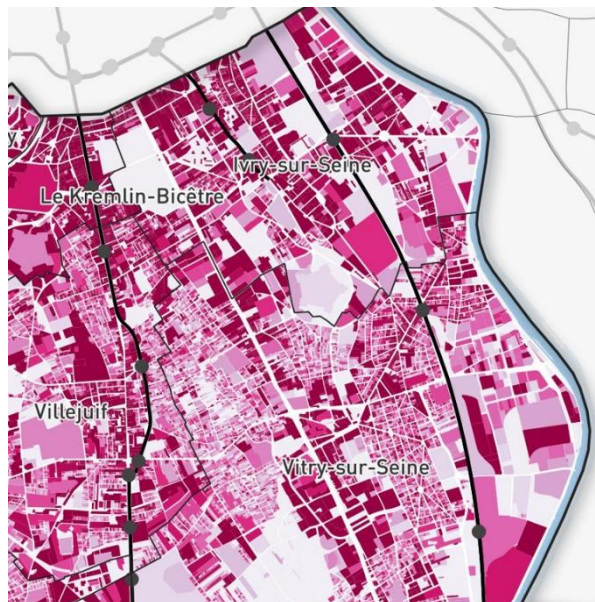 y
Ivry-sur-Seine
Le Kremlin-Bicêtre
Villejuif
Vitry-sur-Seine